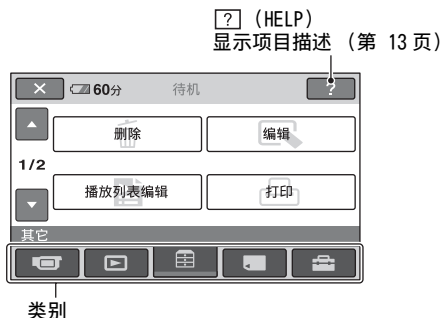 ? (HELP)
显示项目描述 (第 13 页)
× 60分 待机 ?
删除 编辑
1/2
播放列表编辑 打印
其它
类别